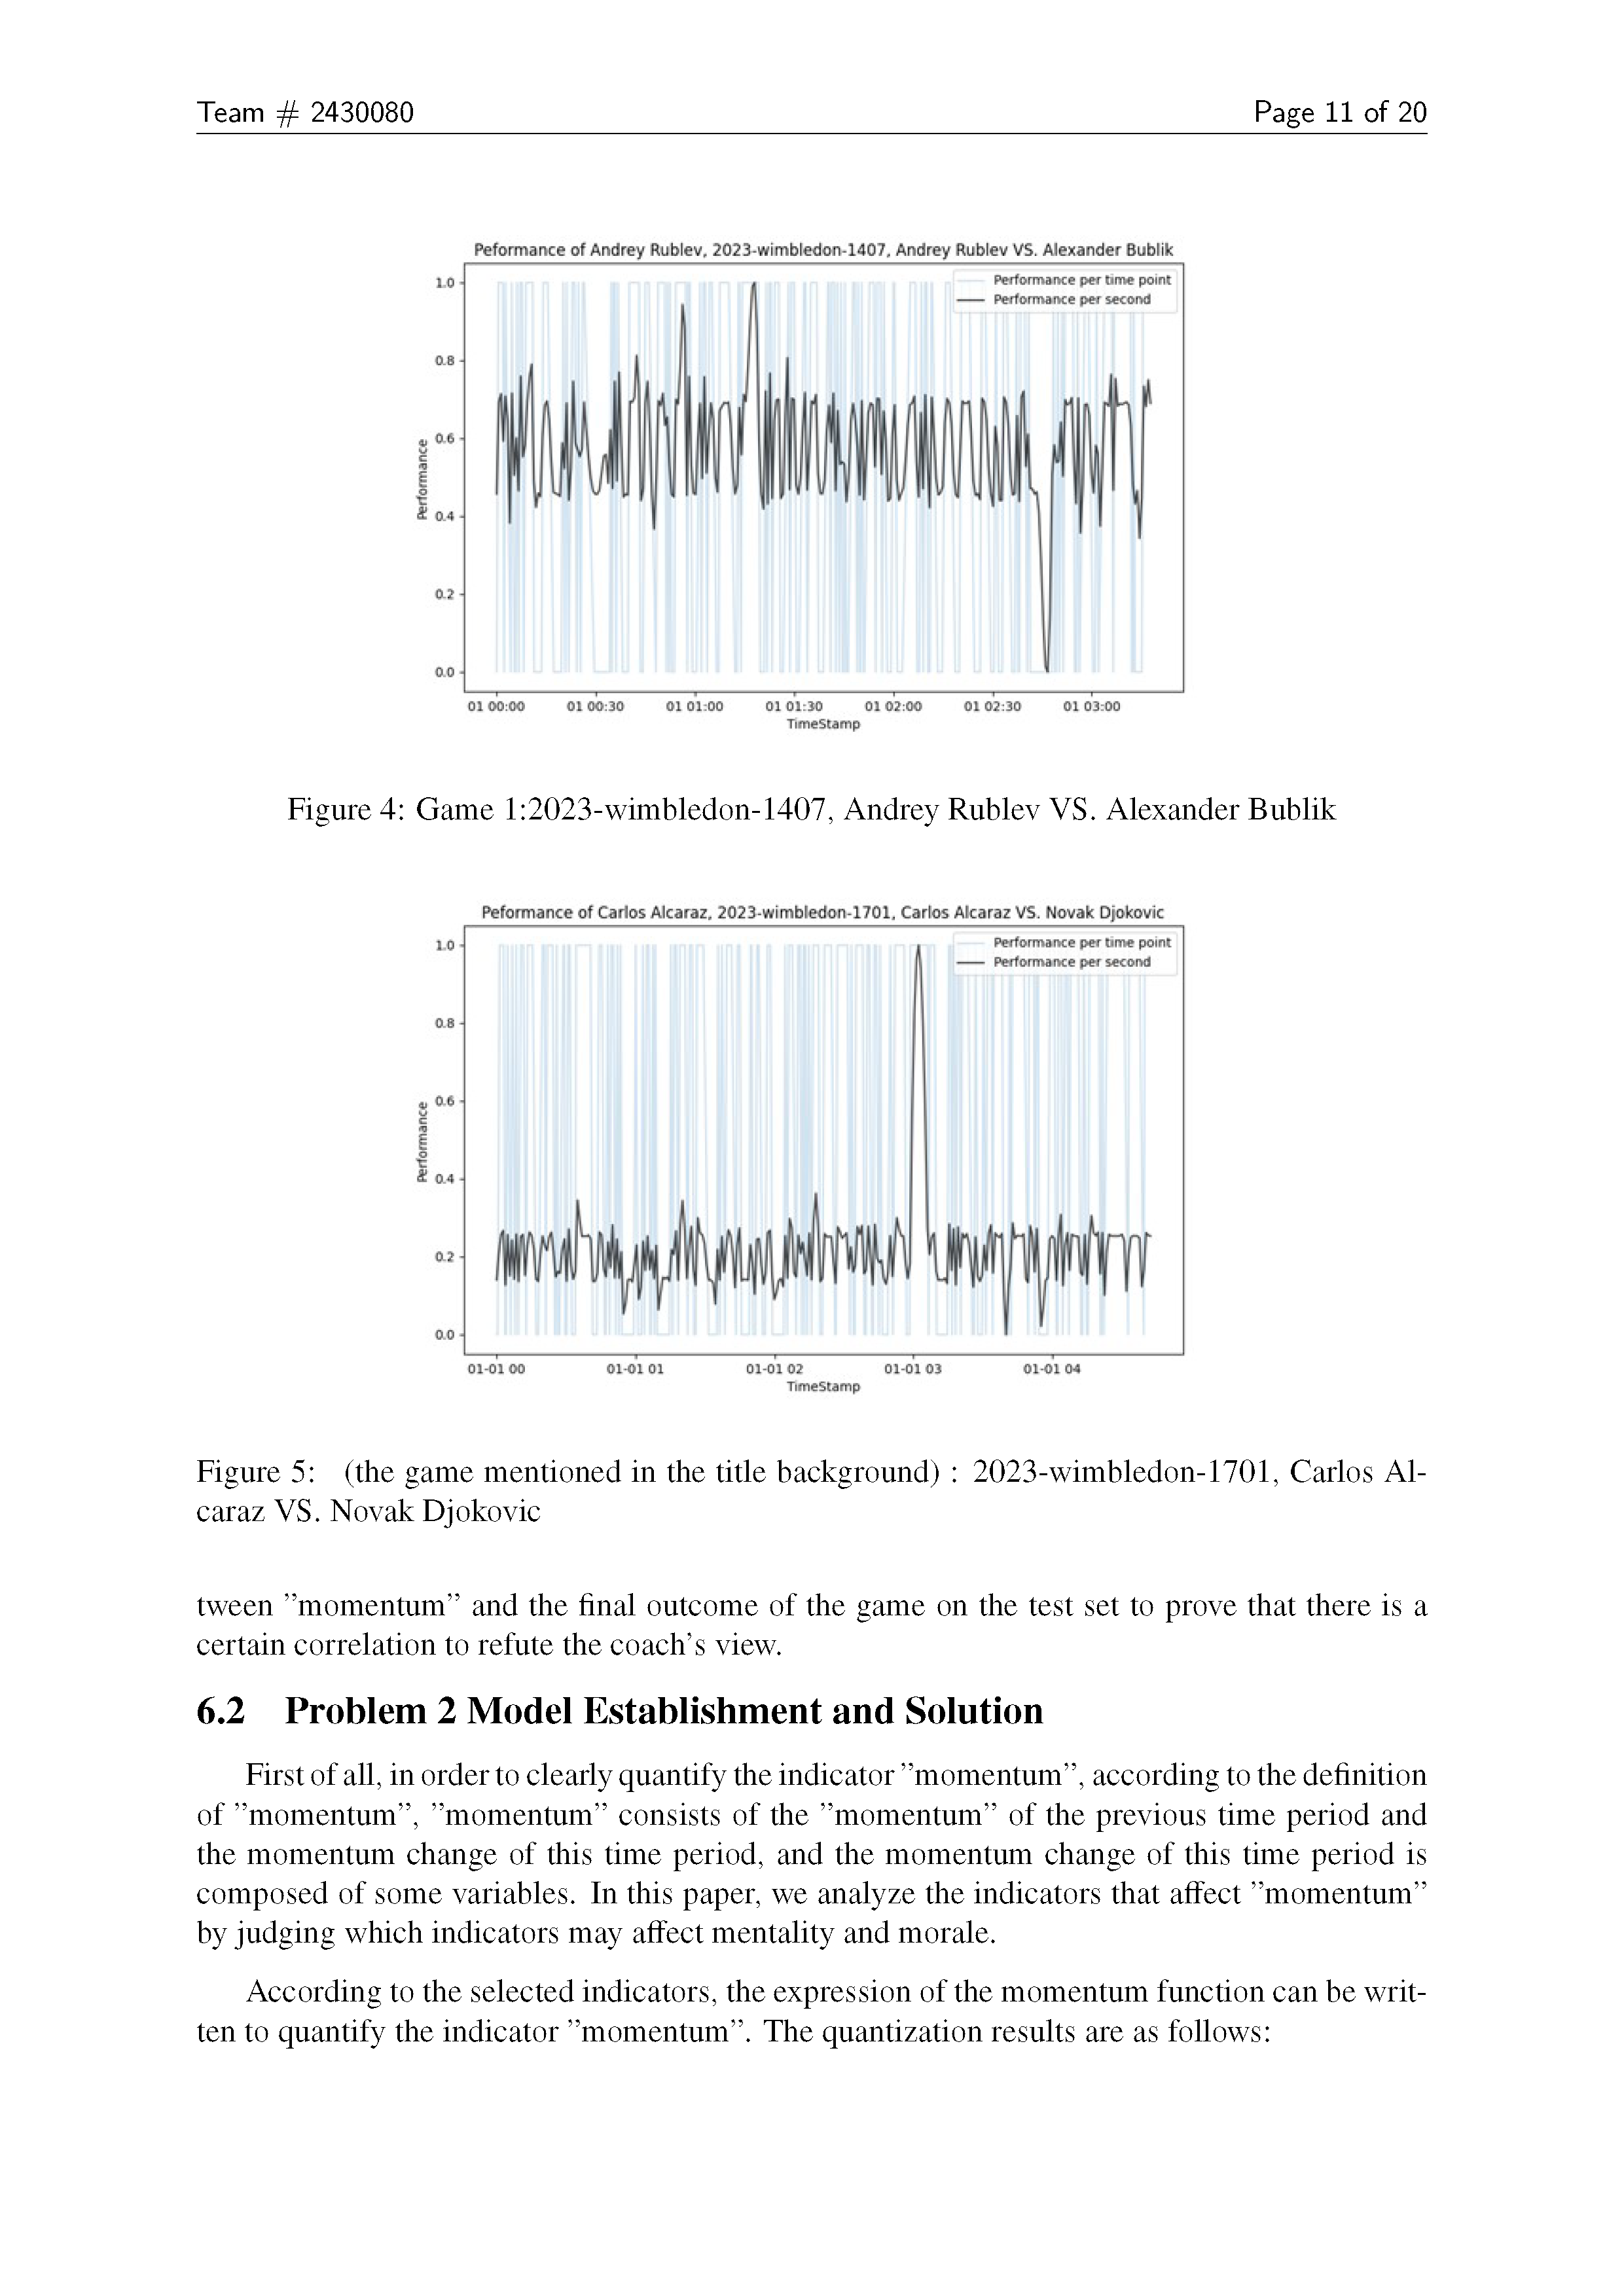 Team # 2430080 Page 11 of 20
Peformance of Andrey Rublev, 2023-wimbledon-1407, Andrey Rublev VS. Alexander Bublik
Performance per time point
Performance per second
1.0
0.8
0.6
0.4
0.2
0.0
Performance
01 00:00 01 00:30 01 01:00 01 01:30 01 02:00 01 02:30 01 03:00
TimeStamp
Figure 4: Game 1:2023-wimbledon-1407, Andrey Rublev VS. Alexander Bublik
Peformance of Carlos Alcaraz, 2023-wimbledon-1701, Carlos Alcaraz VS. Novak Djokovic
Performance per time point
Performance per second
1.0
0.8
0.6
0.4
0.2
0.0
Performance
01-01 00 01-01 01 01-01 02 01-01 03 01-01 04
TimeStamp
Figure 5: (the game mentioned in the title background) : 2023-wimbledon-1701, Carlos Al-
caraz VS. Novak Djokovic
tween ”momentum” and the final outcome of the game on the test set to prove that there is a
certain correlation to refute the coach’s view.
6.2 Problem 2 Model Establishment and Solution
First of all, in order to clearly quantify the indicator ”momentum”, according to the definition
of ”momentum”, ”momentum” consists of the ”momentum” of the previous time period and
the momentum change of this time period, and the momentum change of this time period is
composed of some variables. In this paper, we analyze the indicators that affect ”momentum”
by judging which indicators may affect mentality and morale.
According to the selected indicators, the expression of the momentum function can be writ-
ten to quantify the indicator ”momentum”. The quantization results are as follows: